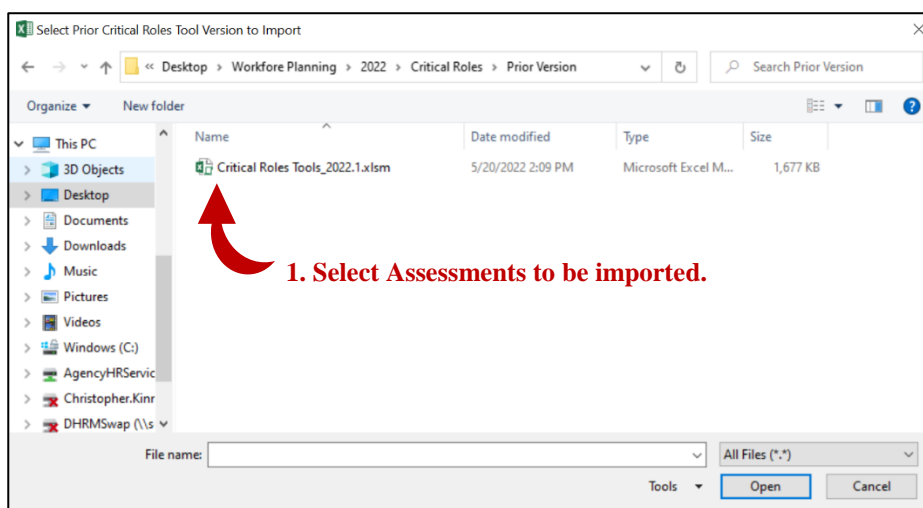 Select Prior Critical Roles Tool Version to Import
« Desktop > Workfore Planning > 2022 > Critical Roles > Prior Version
Search Prior Version
Organize
New folder
Name Date modified Type Size
This PC
3D Objects
Desktop
Documents
Downloads
Music
Pictures
Videos
Windows (C:)
AgencyHRServic
Christopher.Kinr
DHRMSwap (\\s
Critical Roles Tools_2022.1.xlsm 5/20/2022 2:09 PM Microsoft Excel M... 1,677 KB
1. Select Assessments to be imported.
File name:
All Files (*.*)
Tools
Open
Cancel